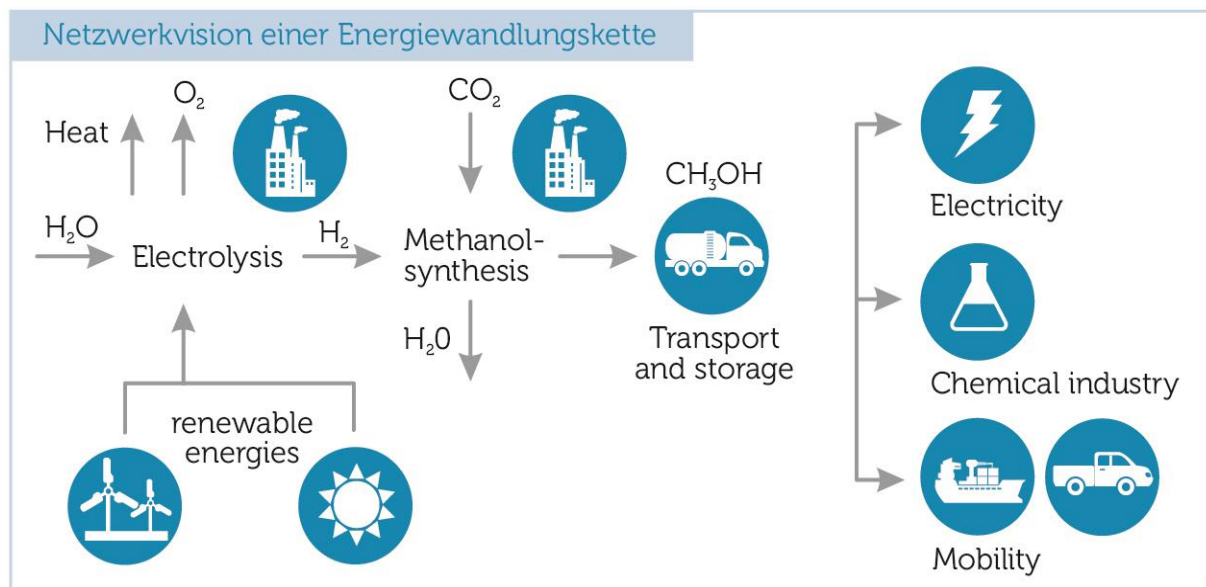 Netzwerkvision einer Energiewandlungskette
O₂
Heat
H₂O
Electrolysis
H₂
CO₂
Methanol-
synthesis
H₂0
CH₃OH
Transport
and storage
renewable
energies
Electricity
Chemical industry
Mobility